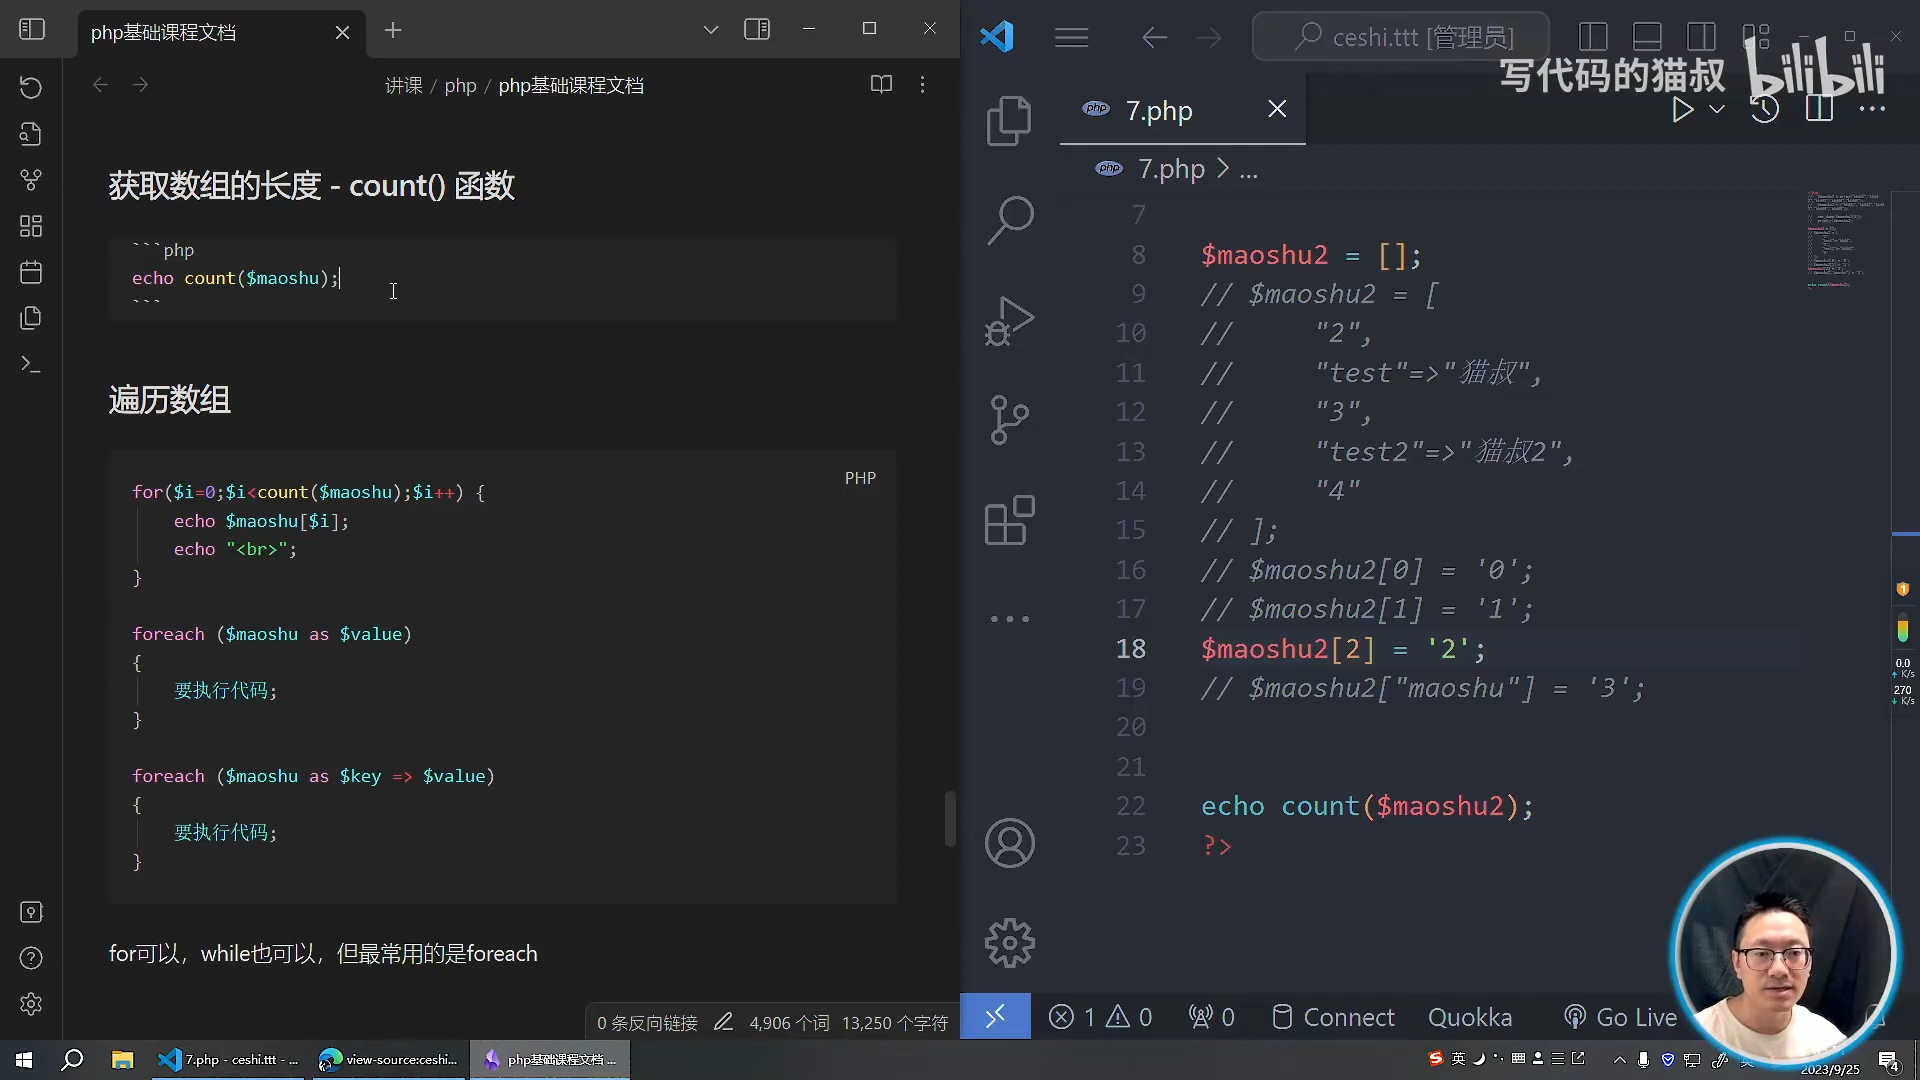 php基础课程文档
讲课 / php / php基础课程文档
获取数组的长度 - count() 函数
```php
echo count($maoshu);
```
遍历数组
PHP
for($i=0;$i<count($maoshu);$i++) {
echo $maoshu[$i];
echo "<br>";
}
foreach ($maoshu as $value)
{
要执行代码;
}
foreach ($maoshu as $key => $value)
{
要执行代码;
}
for可以，while也可以，但最常用的是foreach
0 条反向链接 4,906 个词 13,250 个字符
ceshi.ttt [管理员]
写代码的猫叔 bilibili
php 7.php
php 7.php > ...
7
8 $maoshu2 = [];
9 // $maoshu2 = [
10 // "2",
11 // "test"=>"猫叔",
12 // "3",
13 // "test2"=>"猫叔2",
14 // "4"
15 // ];
16 // $maoshu2[0] = '0';
17 // $maoshu2[1] = '1';
18 $maoshu2[2] = '2';
19 // $maoshu2["maoshu"] = '3';
20
21
22 echo count($maoshu2);
23 ?>
1
0.0
K/s
270
K/s
1 0 0 Connect Quokka Go Live
7.php - ceshi.ttt - ...
view-source:ceshi...
php基础课程文档 ...
英
2023/9/25
4